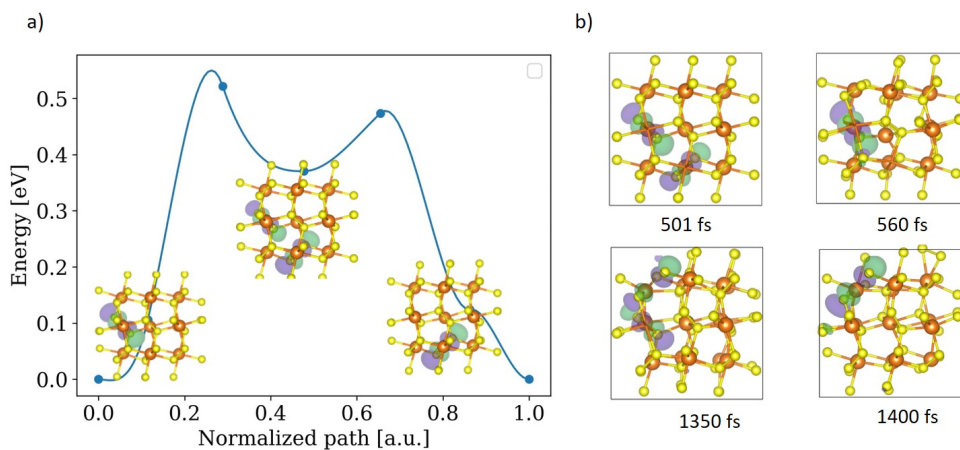 a)
b)
Energy [eV]
0.5
0.4
0.3
0.2
0.1
0.0
0.0 0.2 0.4 0.6 0.8 1.0
Normalized path [a.u.]
501 fs 560 fs
1350 fs 1400 fs